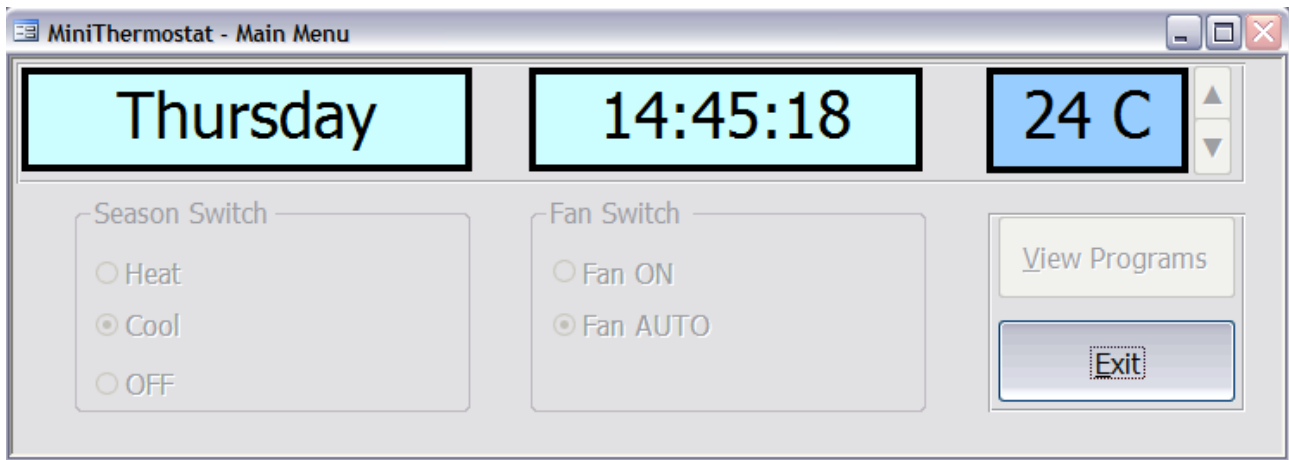 MiniThermostat - Main Menu
Thursday 14:45:18 24 C
Season Switch Fan Switch
View Programs
Heat Fan ON
Cool Fan AUTO
Exit
OFF